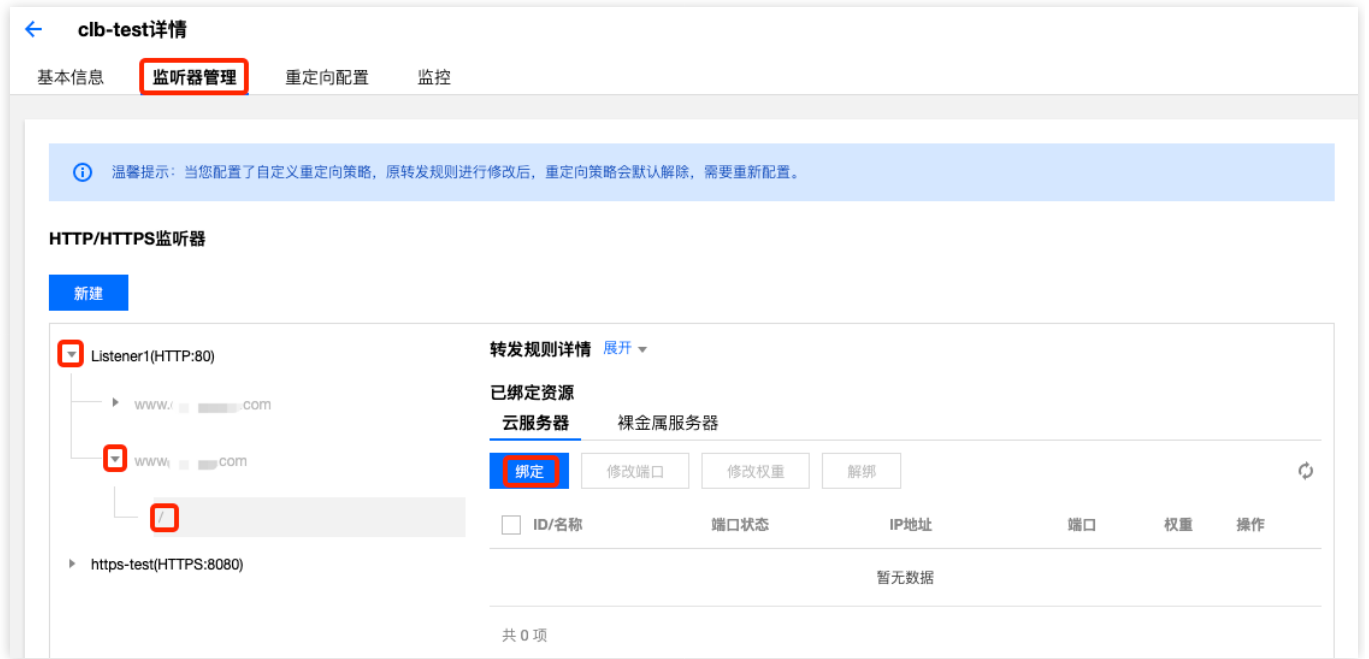 clb-test详情
基本信息 监听器管理 重定向配置 监控
温馨提示：当您配置了自定义重定向策略，原转发规则进行修改后，重定向策略会默认解除，需要重新配置。
HTTP/HTTPS监听器
新建
Listener1(HTTP:80)
www. com
www. com
/
https-test(HTTPS:8080)
转发规则详情 展开
已绑定资源
云服务器 裸金属服务器
绑定 修改端口 修改权重 解绑
ID/名称 端口状态 IP地址 端口 权重 操作
暂无数据
共 0 项